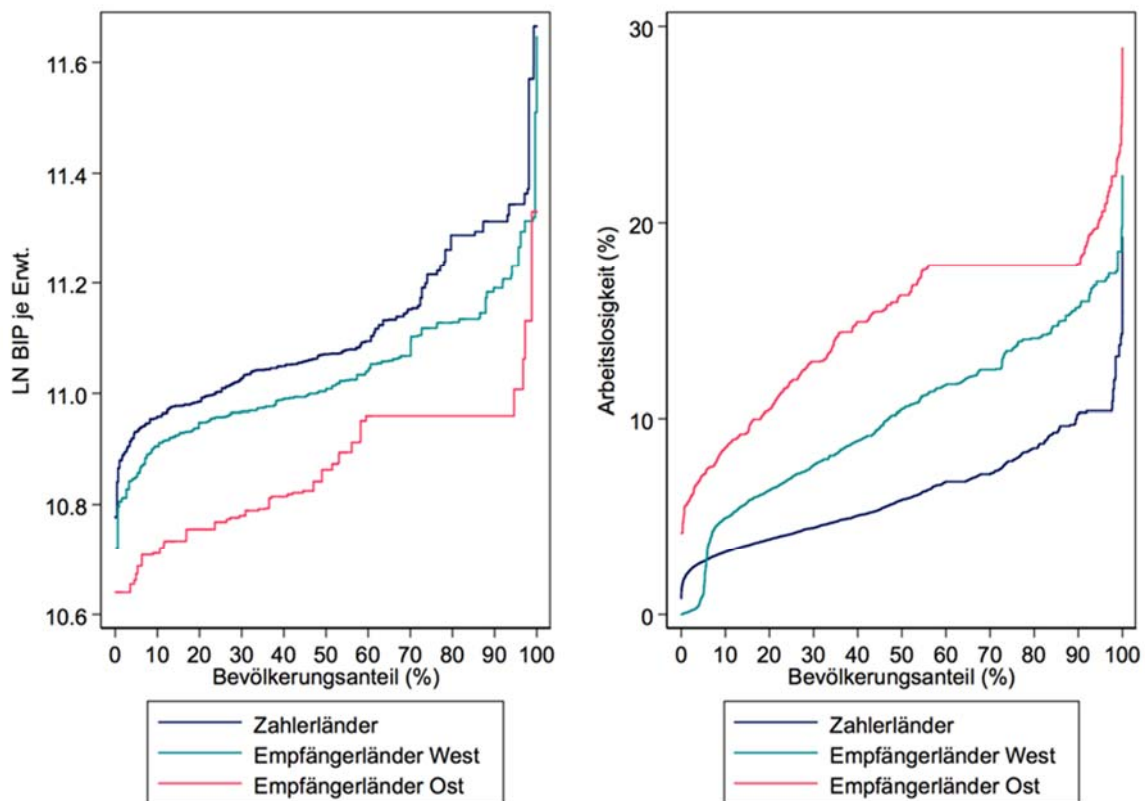 LN BIP je Erwt.
11.6
11.4
11.2
11.0
10.8
10.6
0 10 20 30 40 50 60 70 80 90 100
Bevölkerungsanteil (%)
Zahlerländer
Empfängerländer West
Empfängerländer Ost
Arbeitslosigkeit (%)
30
20
10
0
0 10 20 30 40 50 60 70 80 90 100
Bevölkerungsanteil (%)
Zahlerländer
Empfängerländer West
Empfängerländer Ost